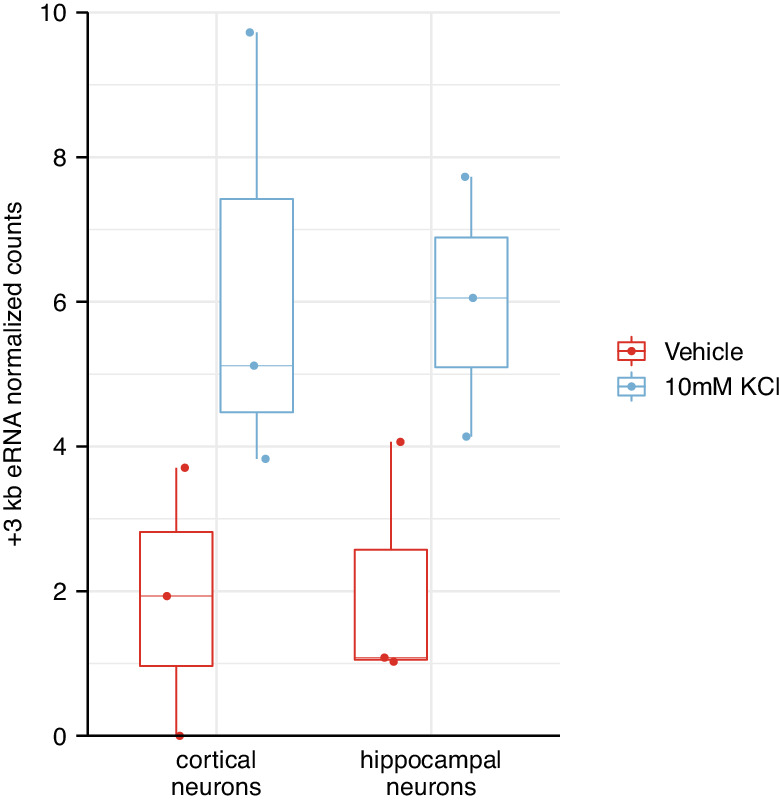 10
8
6
4
2
0
+3 kb eRNA normalized counts
cortical
neurons
hippocampal
neurons
Vehicle
10mM KCl